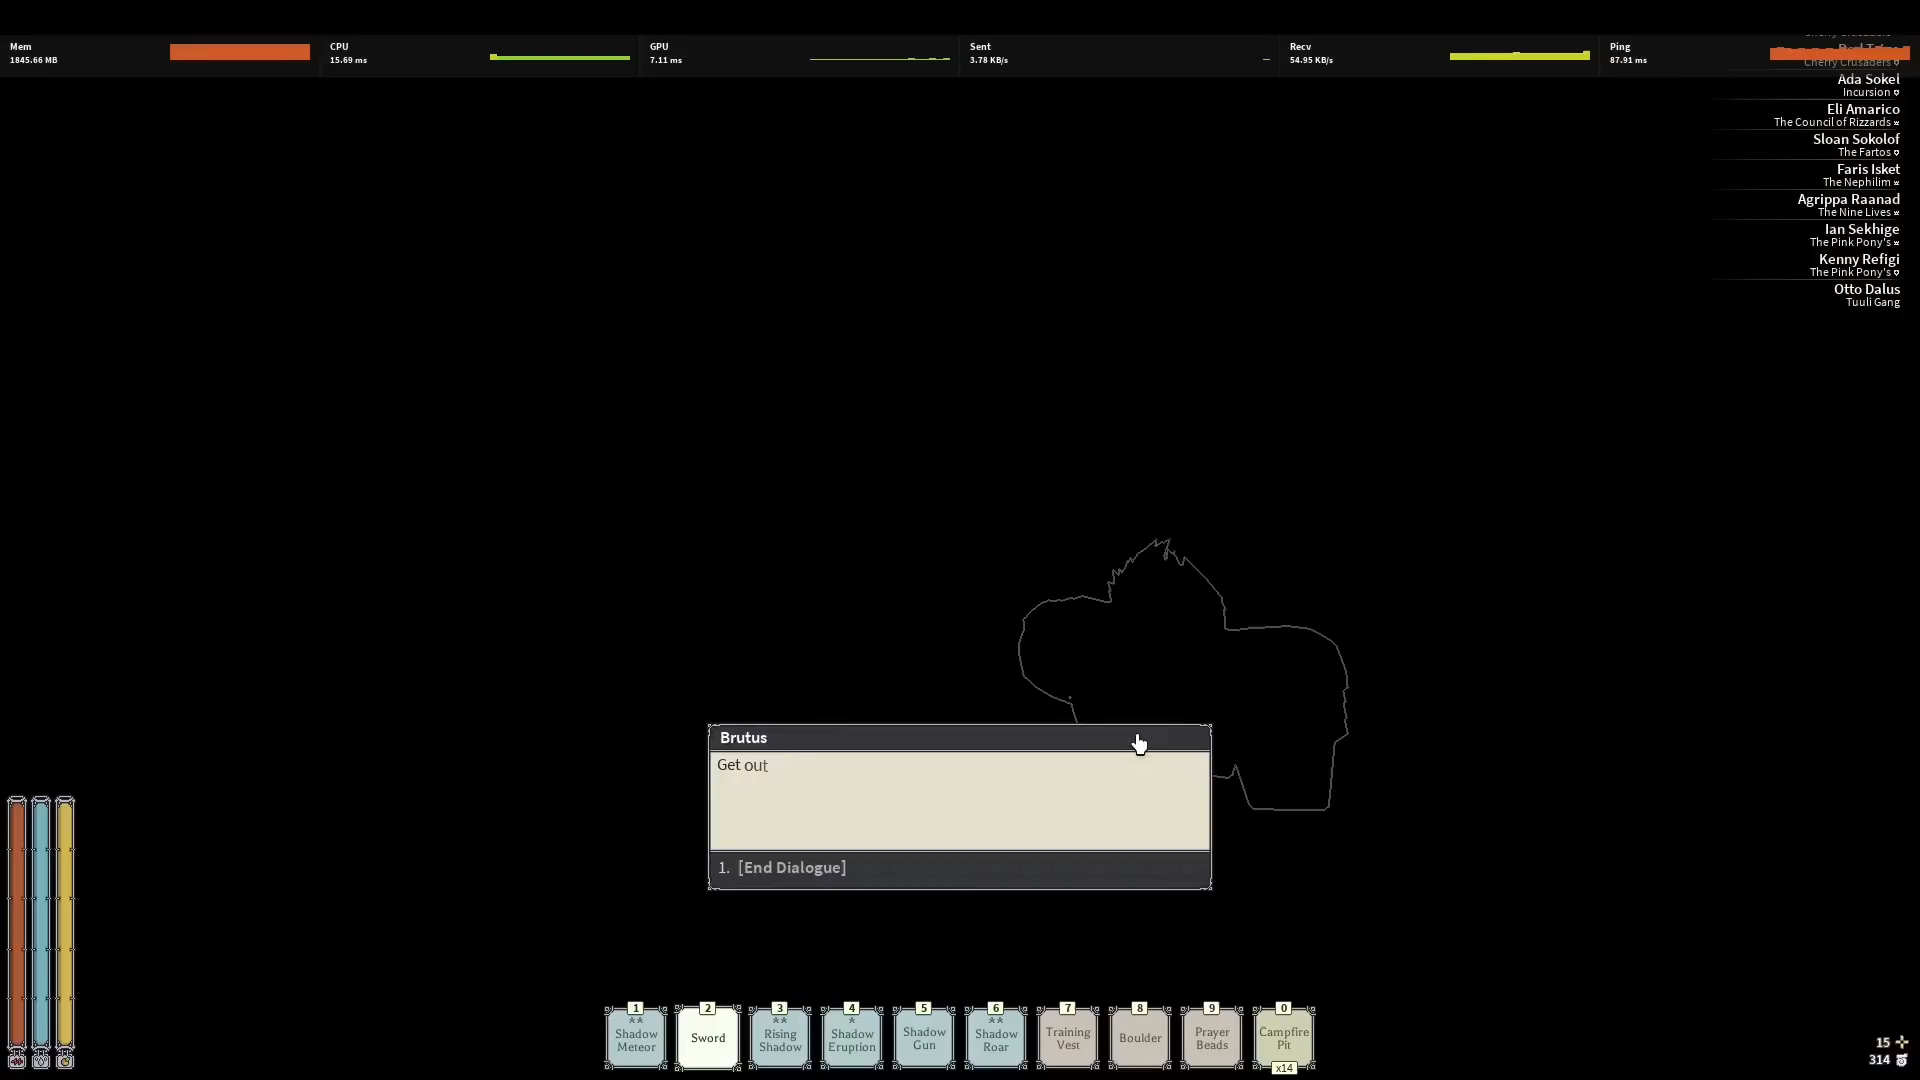 Mem
1845.66 MB
CPU
15.69 ms
GPU
7.11 ms
Sent
3.78 KB/s
Recv
54.95 KB/s
Ping
87.91 ms
Cherry Crusaders
Ada Sokel
Incursion
Eli Amarico
The Council of Rizzards
Sloan Sokolof
The Fartos
Faris Isket
The Nephilim
Agrippa Raanad
The Nine Lives
Ian Sekhige
The Pink Pony's
Kenny Refigi
The Pink Pony's
Otto Dalus
Tuuli Gang
Brutus
Get out
1. [End Dialogue]
1
** 
Shadow
Meteor
2
Sword
3
**
Rising
Shadow
4
*
Shadow
Eruption
5
Shadow
Gun
6
**
Shadow
Roar
7
Training
Vest
8
Boulder
9
Prayer
Beads
0
Campfire
Pit
x14
15
314